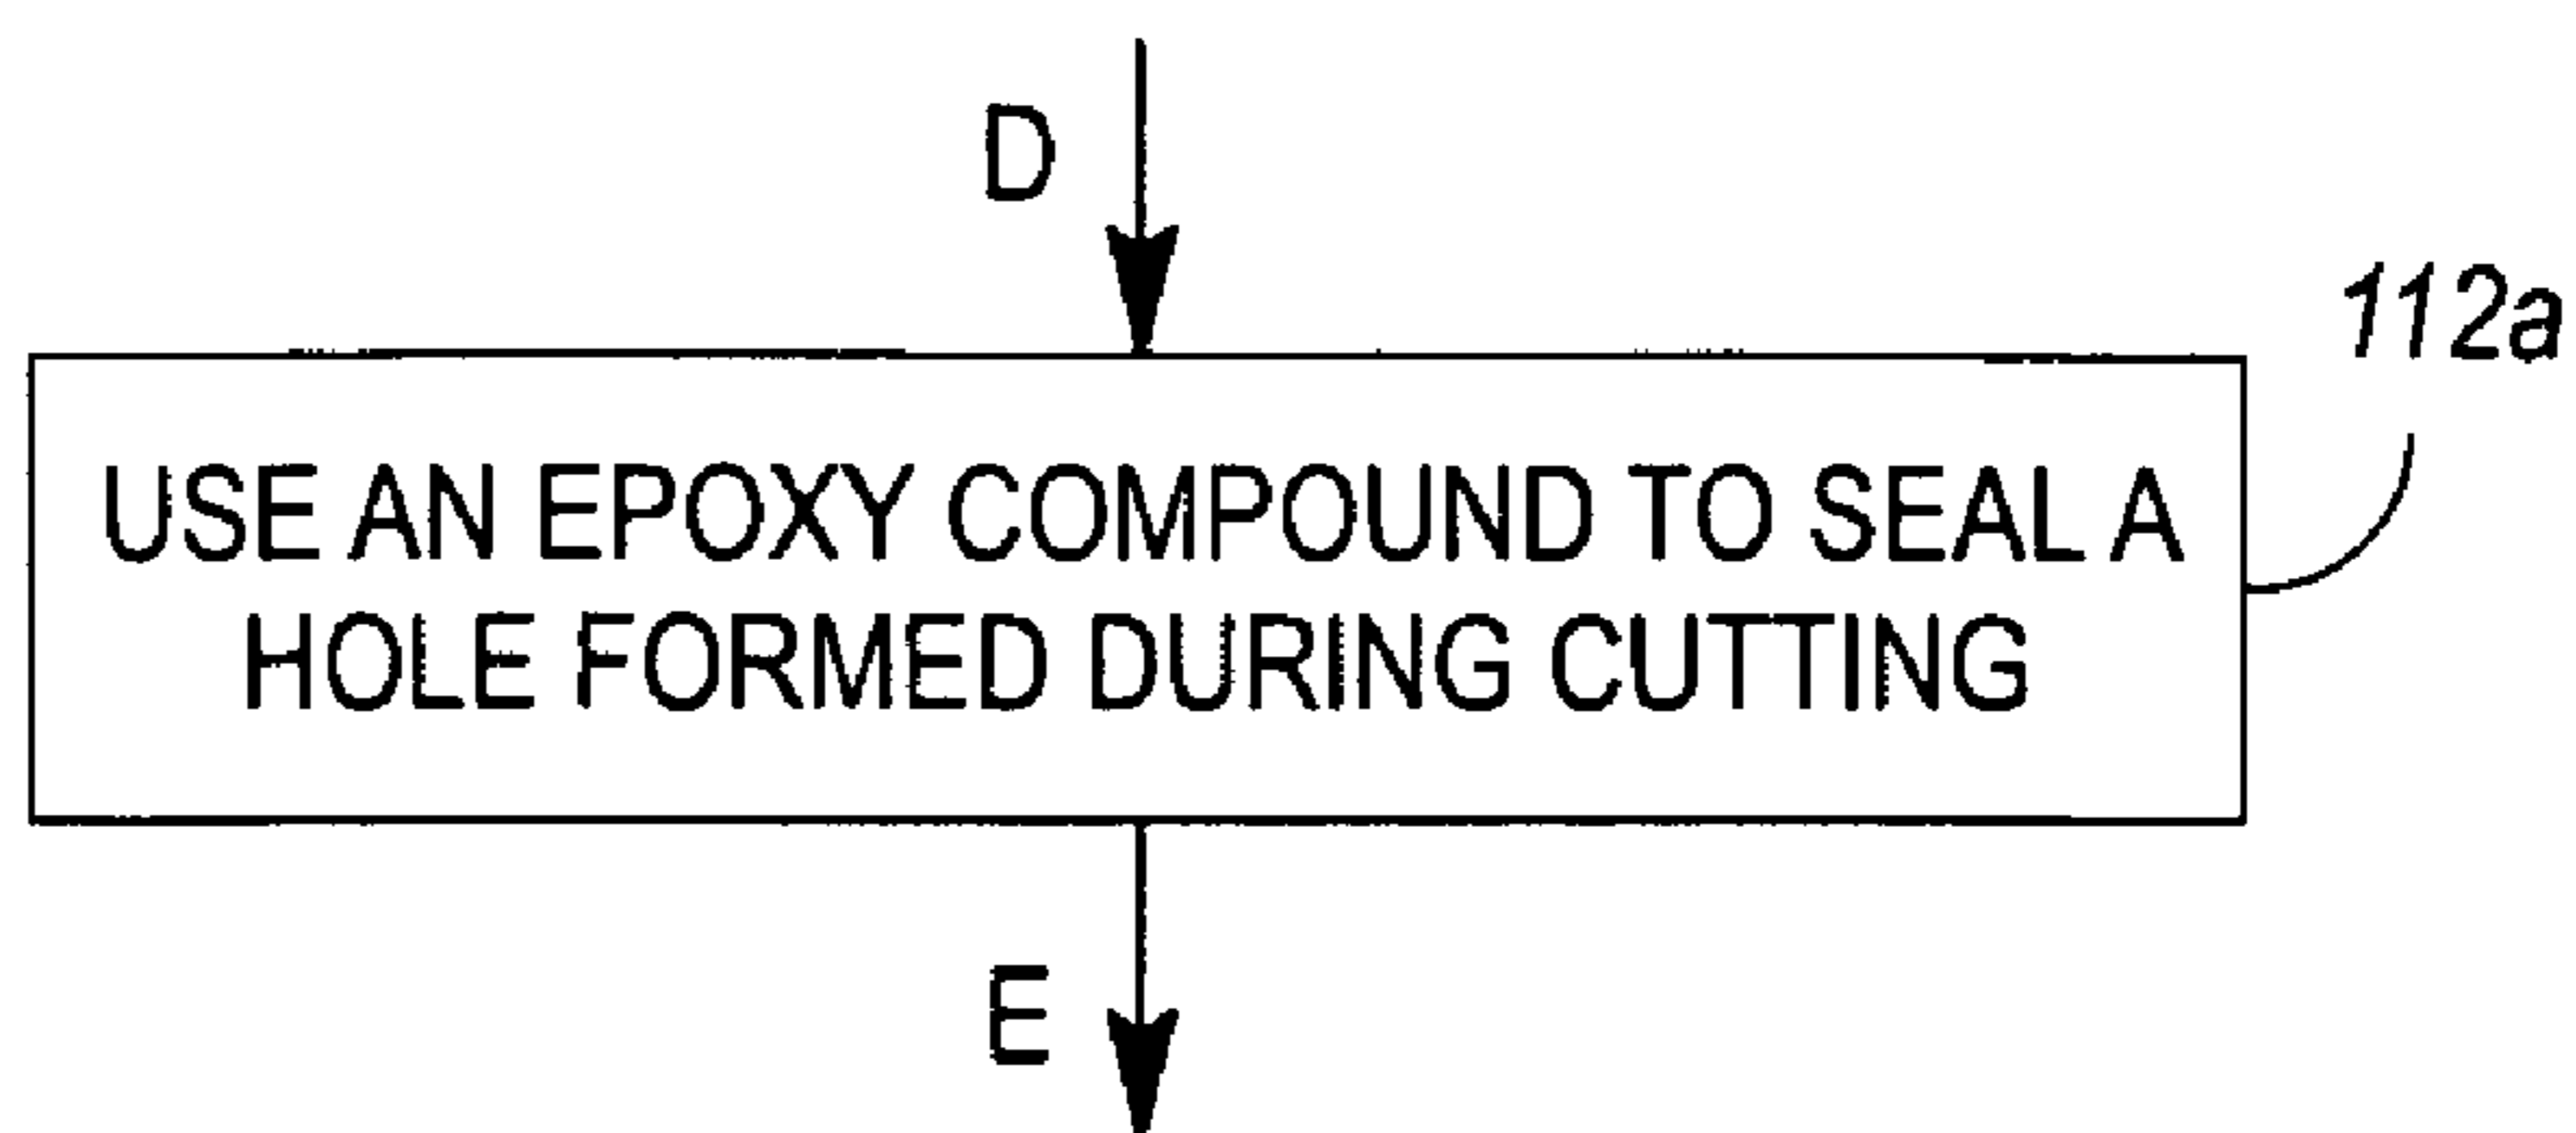 D
112a
USE AN EPOXY COMPOUND TO SEAL A
HOLE FORMED DURING CUTTING
E